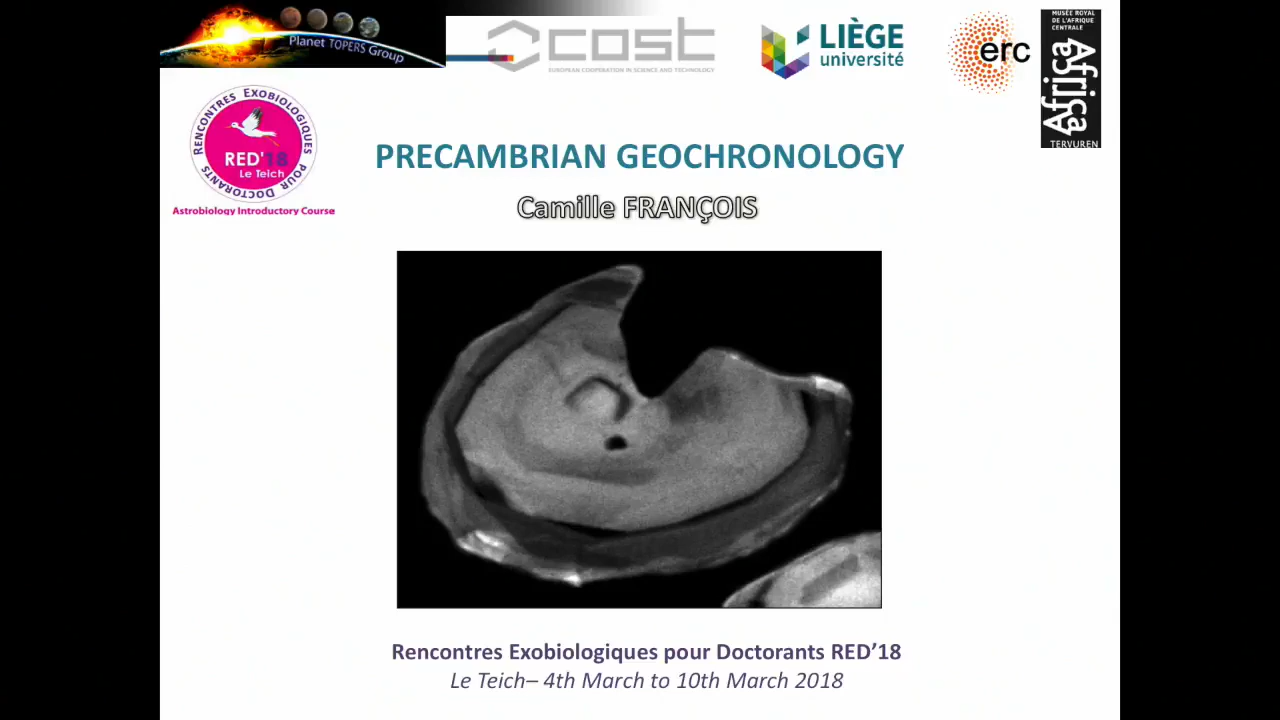 Planet TOPERS Group
COST
EUROPEAN COOPERATION IN SCIENCE AND TECHNOLOGY
LIÈGE
université
erc
MUSÉE ROYAL
DE L'AFRIQUE
CENTRALE
Africa
Tervuren
RENCONTRES EXOBIOLOGIQUES
POUR DOCTORANTS
RED'18
Le Teich
Astrobiology Introductory Course
PRECAMBRIAN GEOCHRONOLOGY
Camille FRANÇOIS
Rencontres Exobiologiques pour Doctorants RED’18
Le Teich– 4th March to 10th March 2018